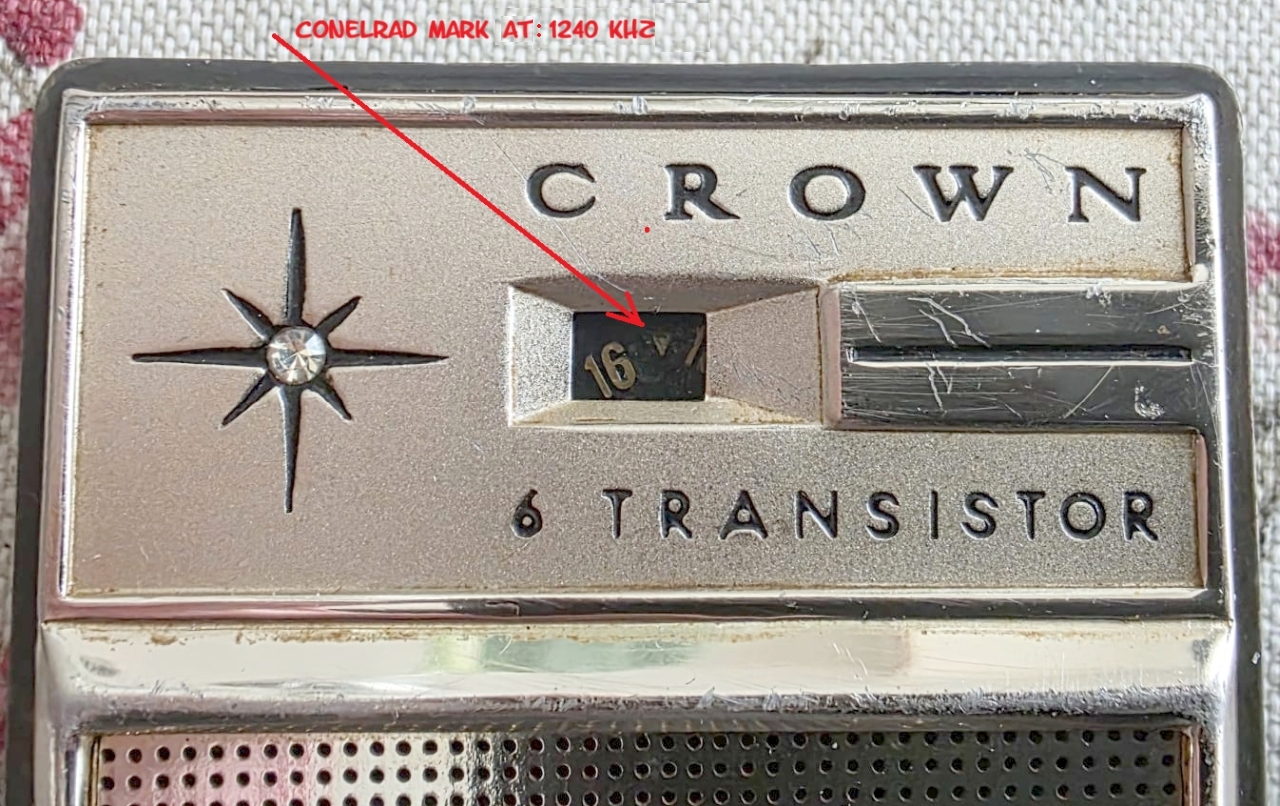 CONELRAD MARK AT: 1240 KHZ
CROWN
16
6 TRANSISTOR